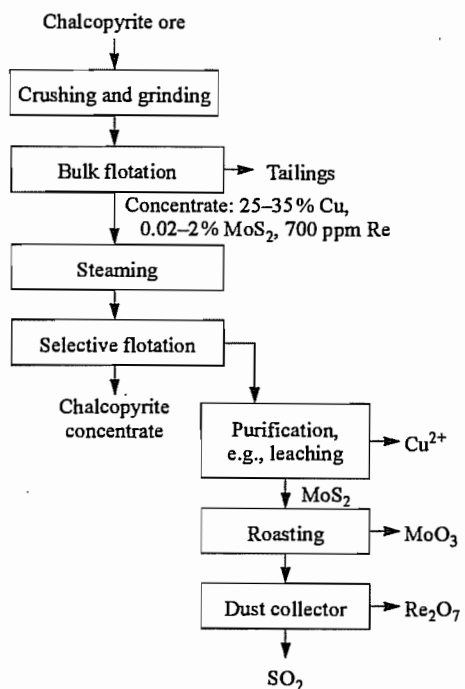 Chalcopyrite ore
Crushing and grinding
Bulk flotation
Tailings
Concentrate: 25–35% Cu,
0.02–2% MoS₂, 700 ppm Re
Steaming
Selective flotation
Chalcopyrite
concentrate
Purification,
e.g., leaching
Cu²⁺
MoS₂
Roasting
MoO₃
Dust collector
Re₂O₇
SO₂